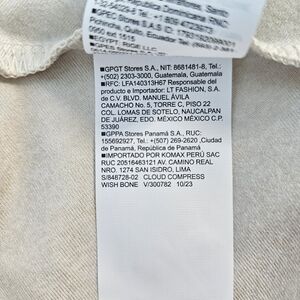 GPGT Stores S.A., NIT: 8681481-8, Tel.:
+(502) 2303-3000, Guatemala, Guatemala
■RFC: LFA140313H67 Responsable del
producto e Importador: LT FASHION, S.A.
de C.V. BLVD. MANUEL ÁVILA
CAMACHO No. 5, TORRE C, PISO 22
COL. LOMAS DE SOTELO, NAUCALPAN
DE JUÁREZ, EDO. MÉXICO MÉXICO C.P.
53390
■GPPA Stores Panamá S.A., RUC:
155692927, Tel.: +(507) 269-2620 ,Ciudad
de Panamá, República de Panamá
■IMPORTADO POR KOMAX PERÚ SAC
RUC 20516463121 AV. CAMINO REAL
NRO. 1274 SAN ISIDRO, LIMA
S/848728-02 CLOUD COMPRESS
WISH BONE V/300782 10/23